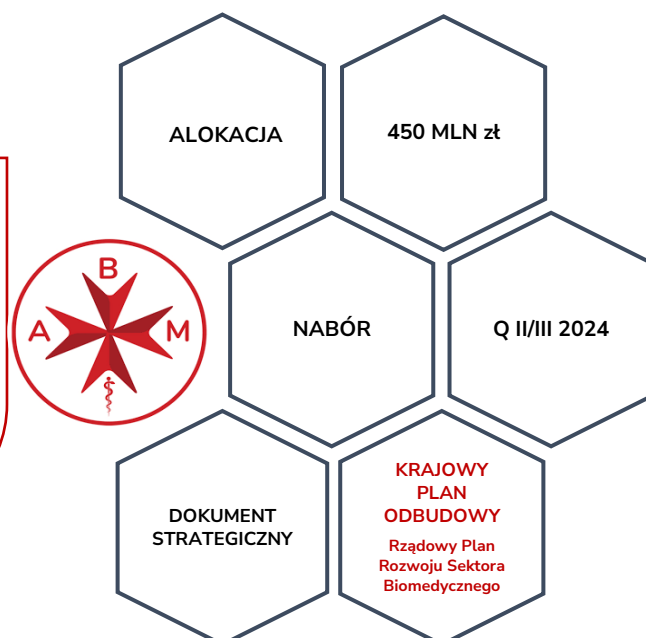 ALOKACJA
450 MLN zł
B
A
M
NABÓR
Q II/III 2024
DOKUMENT
STRATEGICZNY
KRAJOWY
PLAN
ODBUDOWY
Rządowy Plan
Rozwoju Sektora
Biomedycznego